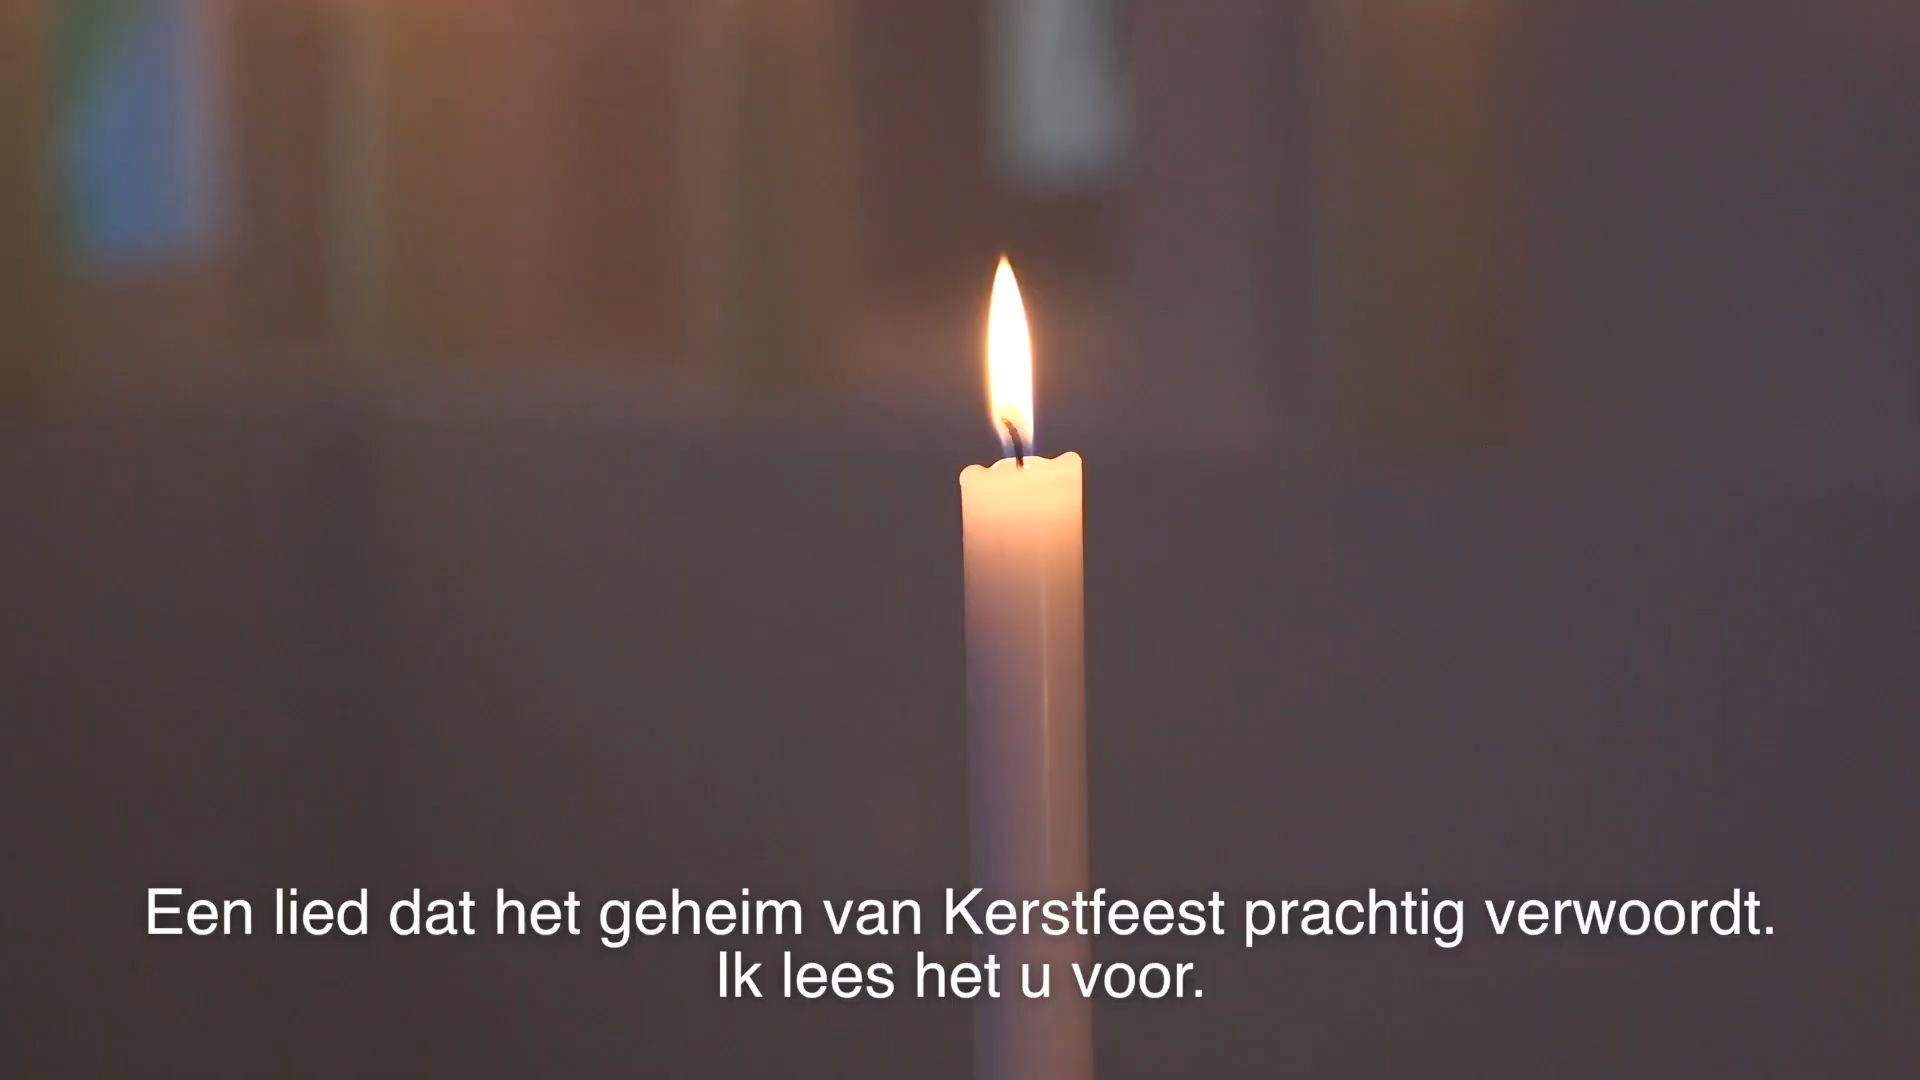 Een lied dat het geheim van Kerstfeest prachtig verwoordt.
Ik lees het u voor.